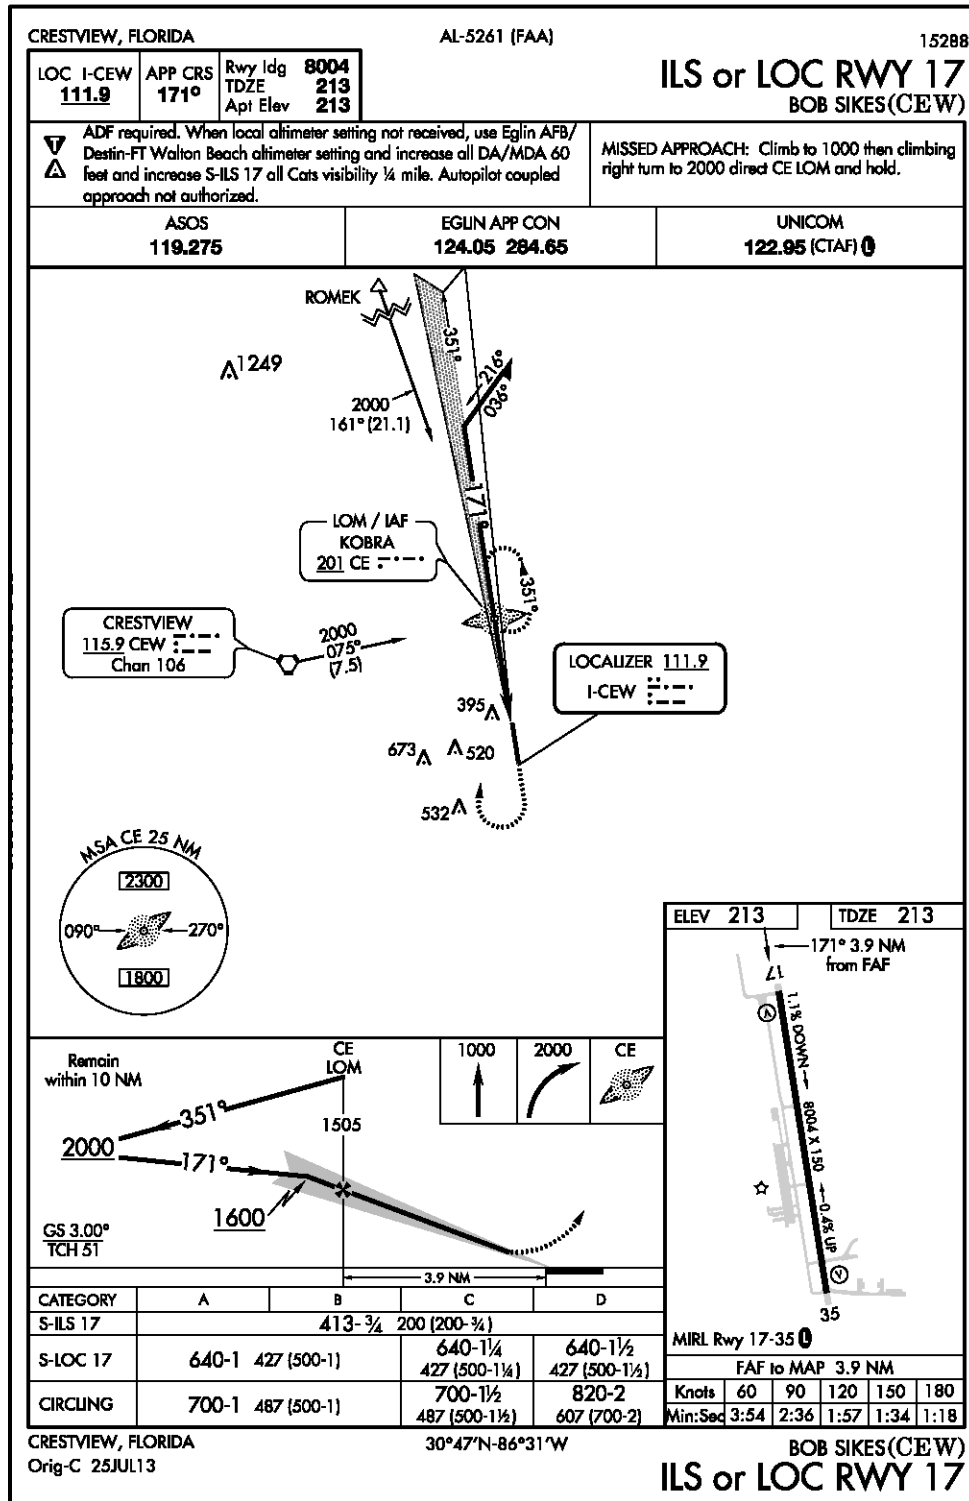 CRESTVIEW, FLORIDA
AL-5261 (FAA)
15288
LOC I-CEW
111.9
APP CRS
171°
Rwy ldg 8004
TDZE 213
Apt Elev 213
ILS or LOC RWY 17
BOB SIKES (CEW)
T
A
ADF required. When local altimeter setting not received, use Eglin AFB/
Destin-FT Walton Beach altimeter setting and increase all DA/MDA 60
feet and increase S-ILS 17 all Cats visibility ¼ mile. Autopilot coupled
approach not authorized.
MISSED APPROACH: Climb to 1000 then climbing
right turn to 2000 direct CE LOM and hold.
ASOS
119.275
EGLIN APP CON
124.05 284.65
UNICOM
122.95 (CTAF) L
ROMEK
1249
2000
161° (21.1)
351°
216°
036°
171°
LOM / IAF
KOBRA
201 CE
351°
CRESTVIEW
115.9 CEW
Chan 106
2000
075°
(7.5)
LOCALIZER 111.9
I-CEW
395
673
520
532
MSA CE 25 NM
2300
090°
270°
1800
ELEV 213
TDZE 213
171° 3.9 NM
from FAF
17
1.1% DOWN
8004 X 150
0.4% UP
V
V
35
MIRL Rwy 17-35 L
Remain
within 10 NM
CE
LOM
1000
2000
CE
351°
1505
2000
171°
1600
GS 3.00°
TCH 51
3.9 NM
CATEGORY A B C D
S-ILS 17 413-¾ 200 (200-¾)
S-LOC 17 640-1 427 (500-1) 640-1¼ 427 (500-1¼) 640-1½ 427 (500-1½)
CIRCLING 700-1 487 (500-1) 700-1½ 487 (500-1½) 820-2 607 (700-2)
FAF to MAP 3.9 NM
Knots 60 90 120 150 180
Min:Sec 3:54 2:36 1:57 1:34 1:18
CRESTVIEW, FLORIDA
Orig-C 25JUL13
30°47'N-86°31'W
BOB SIKES (CEW)
ILS or LOC RWY 17